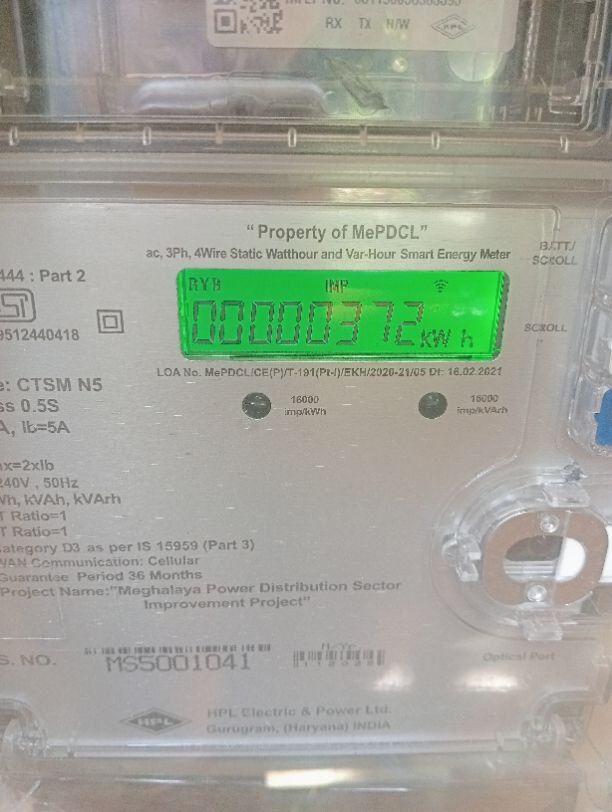 RX TX N/W
HPL
" Property of MePDCL"
ac, 3Ph, 4Wire Static Watthour and Var-Hour Smart Energy Meter
BATT/
SCROLL
444 : Part 2
RYB IMP
00000372 kW h
9512440418
SCROLL
LOA No. MePDCL/CE(P)/T-191(Pt-I)/EKH/2020-21/05 Dt: 16.02.2021
e: CTSM N5
ss 0.5S
A, Ib=5A
16000
imp/kWh
16000
imp/kVArh
ax=2xIb
240V , 50Hz
Wh, kVAh, kVArh
T Ratio=1
T Ratio=1
ategory D3 as per IS 15959 (Part 3)
WAN Communication: Cellular
Guarantee Period 36 Months
Project Name:"Meghalaya Power Distribution Sector
Improvement Project"
S. NO. MS5001041
Optical Port
HPL HPL Electric & Power Ltd.
Gurugram, (Haryana) INDIA